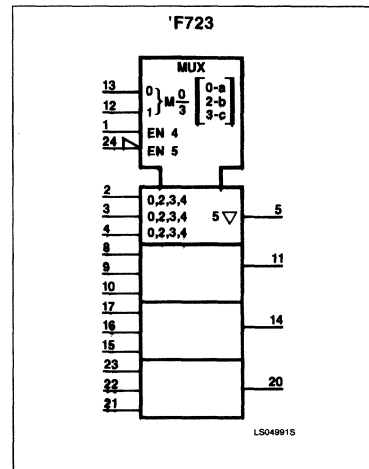 'F723
MUX
13 0 } M 0/3 [ 0-a
2-b
12 1 3-c ]
1 EN 4
24 EN 5
2 0,2,3,4
3 0,2,3,4 5 ▽ 5
4 0,2,3,4
8
9 11
10
17
16 14
15
23
22 20
21
LS04991S